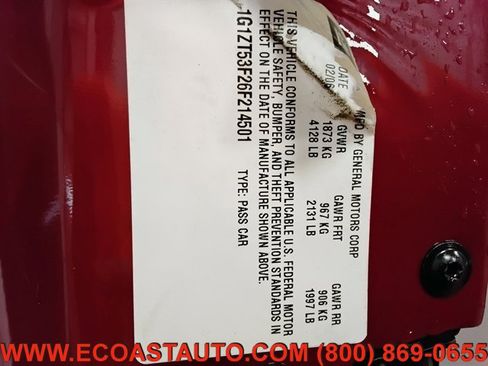 MFD BY GENERAL MOTORS CORP
DATE GVWR GAWR FRT GAWR RR
02/06 1873 KG 967 KG 906 KG
4128 LB 2131 LB 1997 LB
THIS VEHICLE CONFORMS TO ALL APPLICABLE U.S. FEDERAL MOTOR
VEHICLE SAFETY, BUMPER, AND THEFT PREVENTION STANDARDS IN
EFFECT ON THE DATE OF MANUFACTURE SHOWN ABOVE.
1G1ZT53F26F214501 TYPE: PASS CAR
WWW.ECOASTAUTO.COM (800) 869-0655